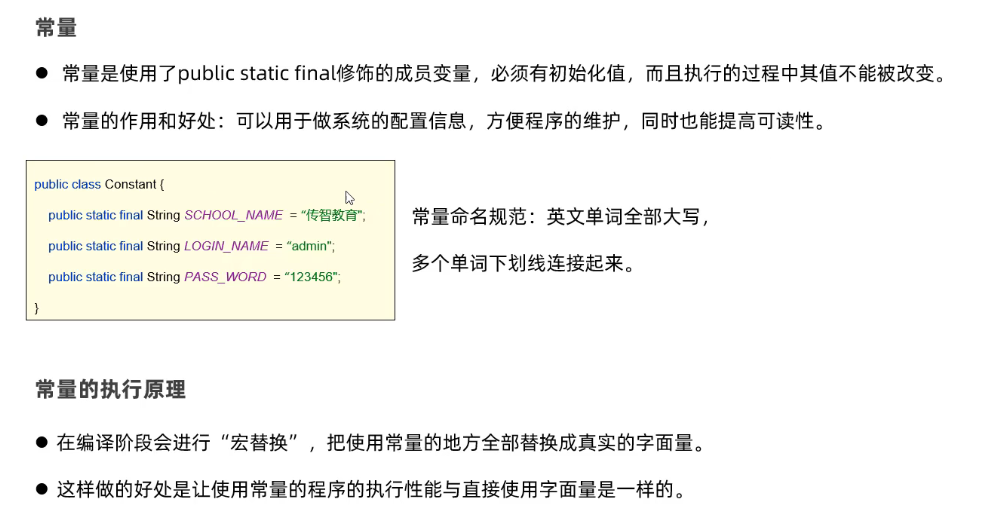 常量
● 常量是使用了public static final修饰的成员变量，必须有初始化值，而且执行的过程中其值不能被改变。
● 常量的作用和好处：可以用于做系统的配置信息，方便程序的维护，同时也能提高可读性。
public class Constant {
public static final String SCHOOL_NAME = “传智教育";
public static final String LOGIN_NAME = “admin";
public static final String PASS_WORD = “123456";
}
常量命名规范：英文单词全部大写，
多个单词下划线连接起来。
常量的执行原理
● 在编译阶段会进行“宏替换”，把使用常量的地方全部替换成真实的字面量。
● 这样做的好处是让使用常量的程序的执行性能与直接使用字面量是一样的。